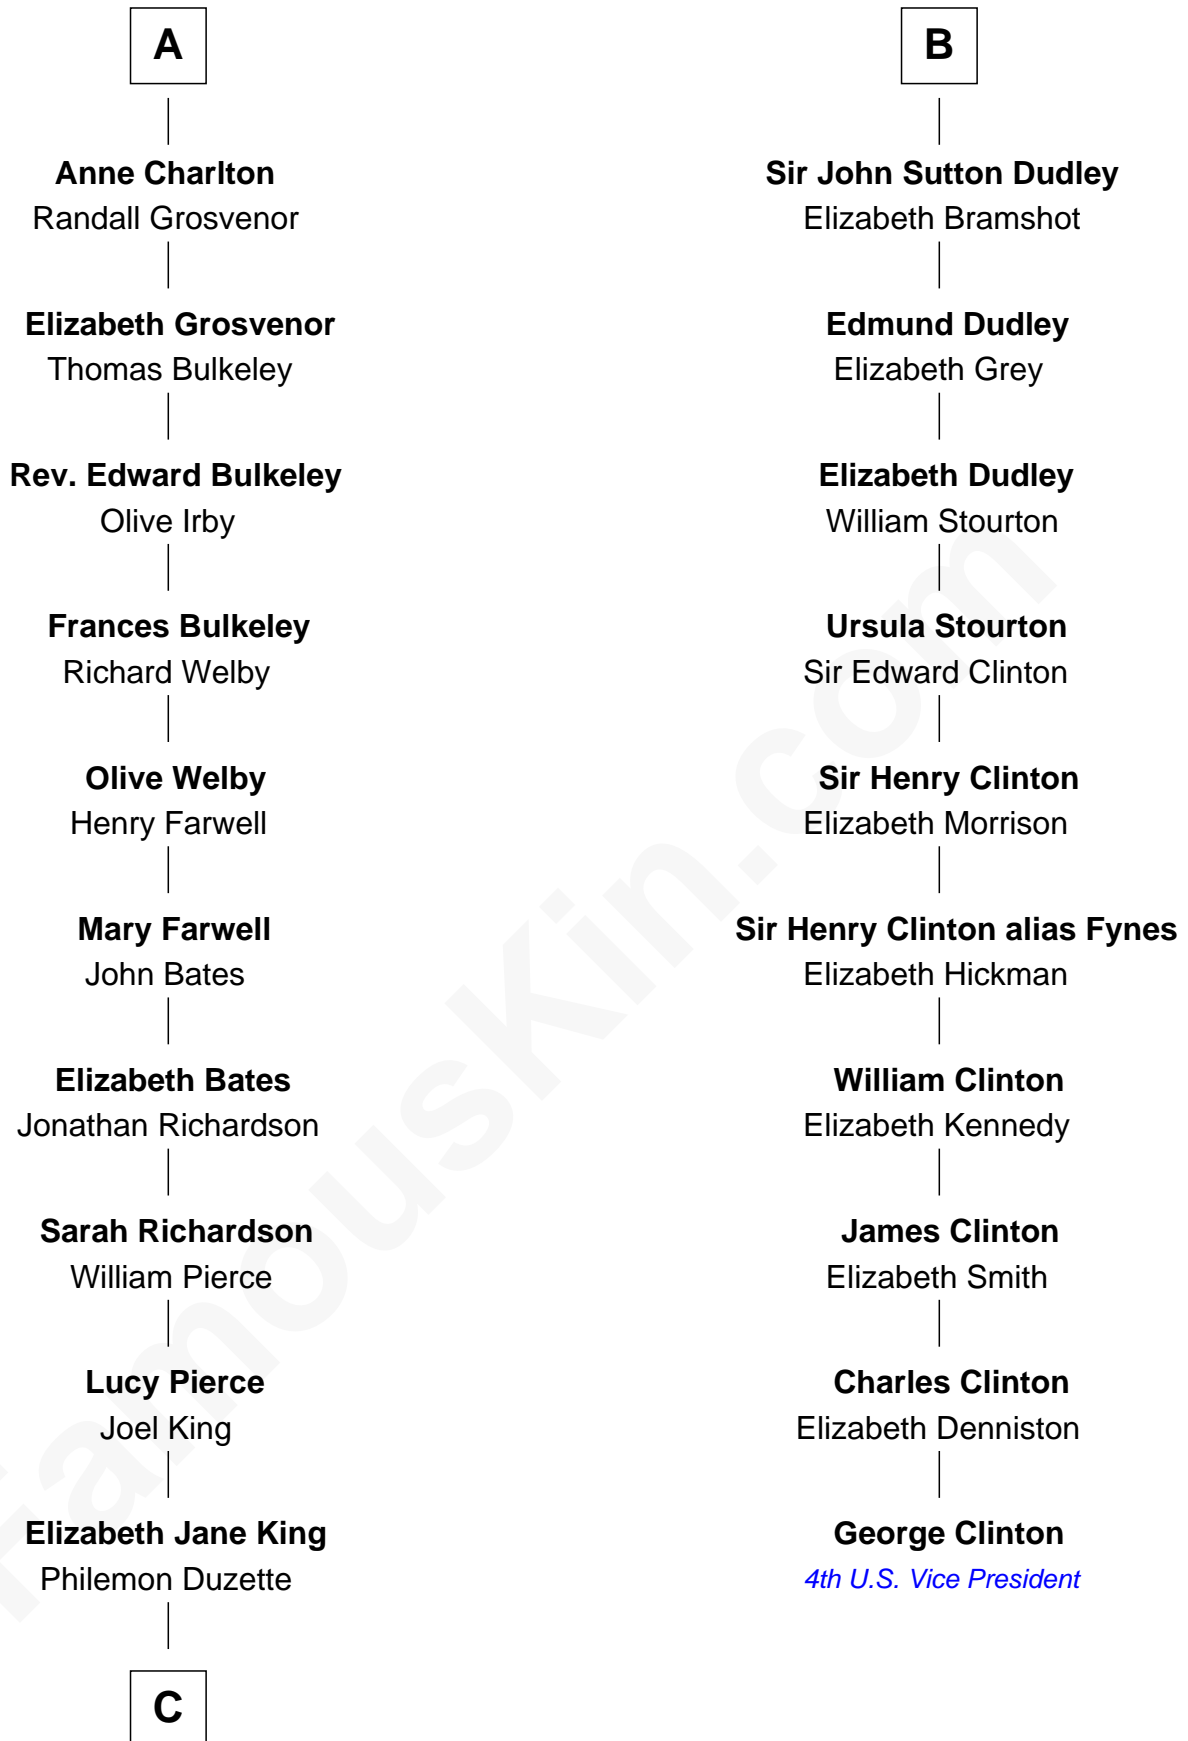 A
Anne Charlton
Randall Grosvenor
Elizabeth Grosvenor
Thomas Bulkeley
Rev. Edward Bulkeley
Olive Irby
Frances Bulkeley
Richard Welby
Olive Welby
Henry Farwell
Mary Farwell
John Bates
Elizabeth Bates
Jonathan Richardson
Sarah Richardson
William Pierce
Lucy Pierce
Joel King
Elizabeth Jane King
Philemon Duzette
C
B
Sir John Sutton Dudley
Elizabeth Bramshot
Edmund Dudley
Elizabeth Grey
Elizabeth Dudley
William Stourton
Ursula Stourton
Sir Edward Clinton
Sir Henry Clinton
Elizabeth Morrison
Sir Henry Clinton alias Fynes
Elizabeth Hickman
William Clinton
Elizabeth Kennedy
James Clinton
Elizabeth Smith
Charles Clinton
Elizabeth Denniston
George Clinton
4th U.S. Vice President
FamousKin.com